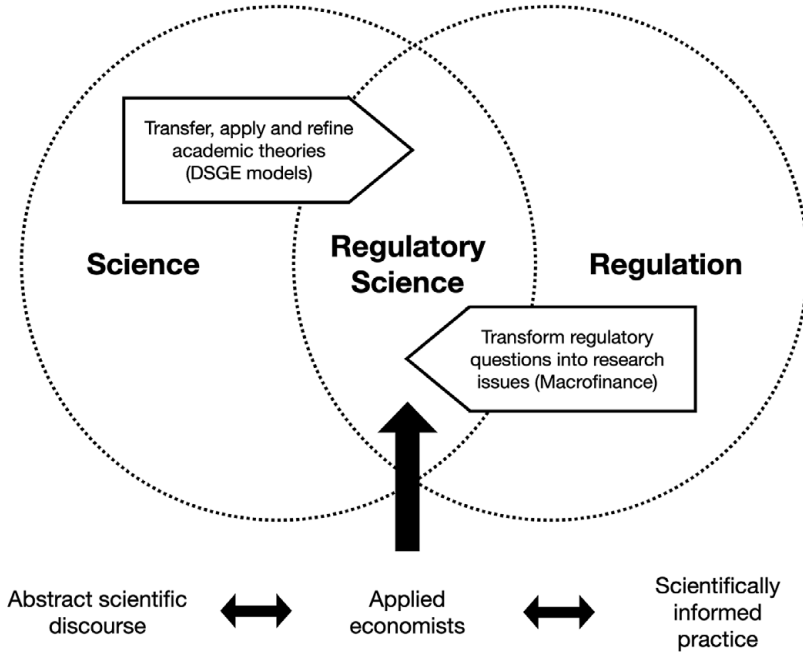 Transfer, apply and refine
academic theories
(DSGE models)
Science
Regulatory
Science
Regulation
Transform regulatory
questions into research
issues (Macrofinance)
Abstract scientific
discourse
Applied
economists
Scientifically
informed
practice